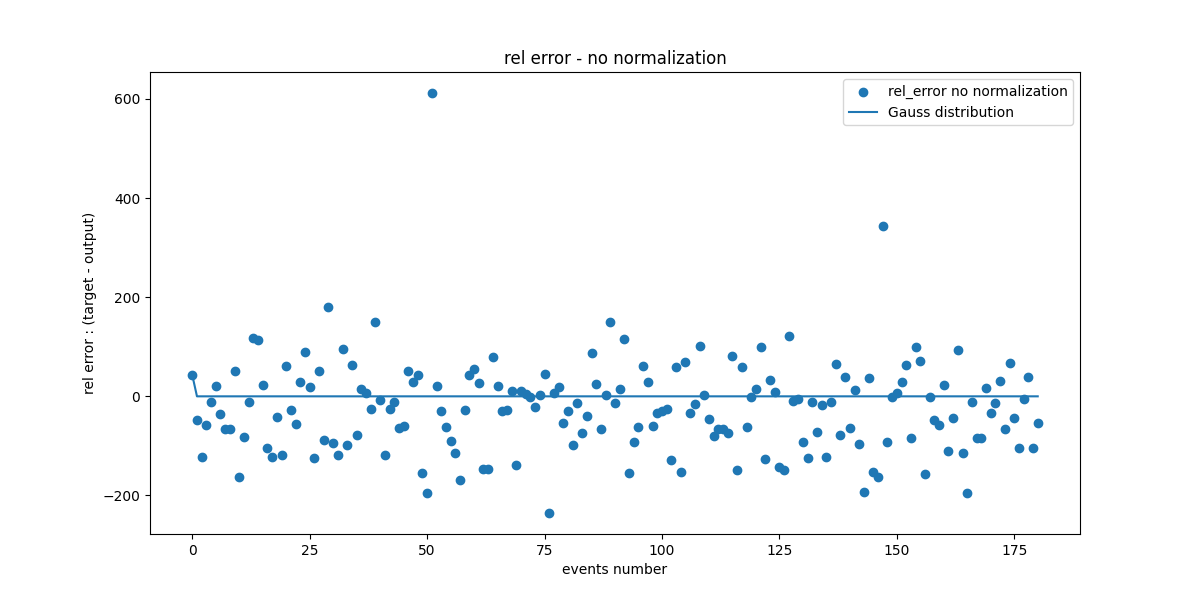 rel error - no normalization
rel_error no normalization
Gauss distribution
rel error : (target - output)
600
400
200
0
−200
0
25
50
75
100
125
150
175
events number